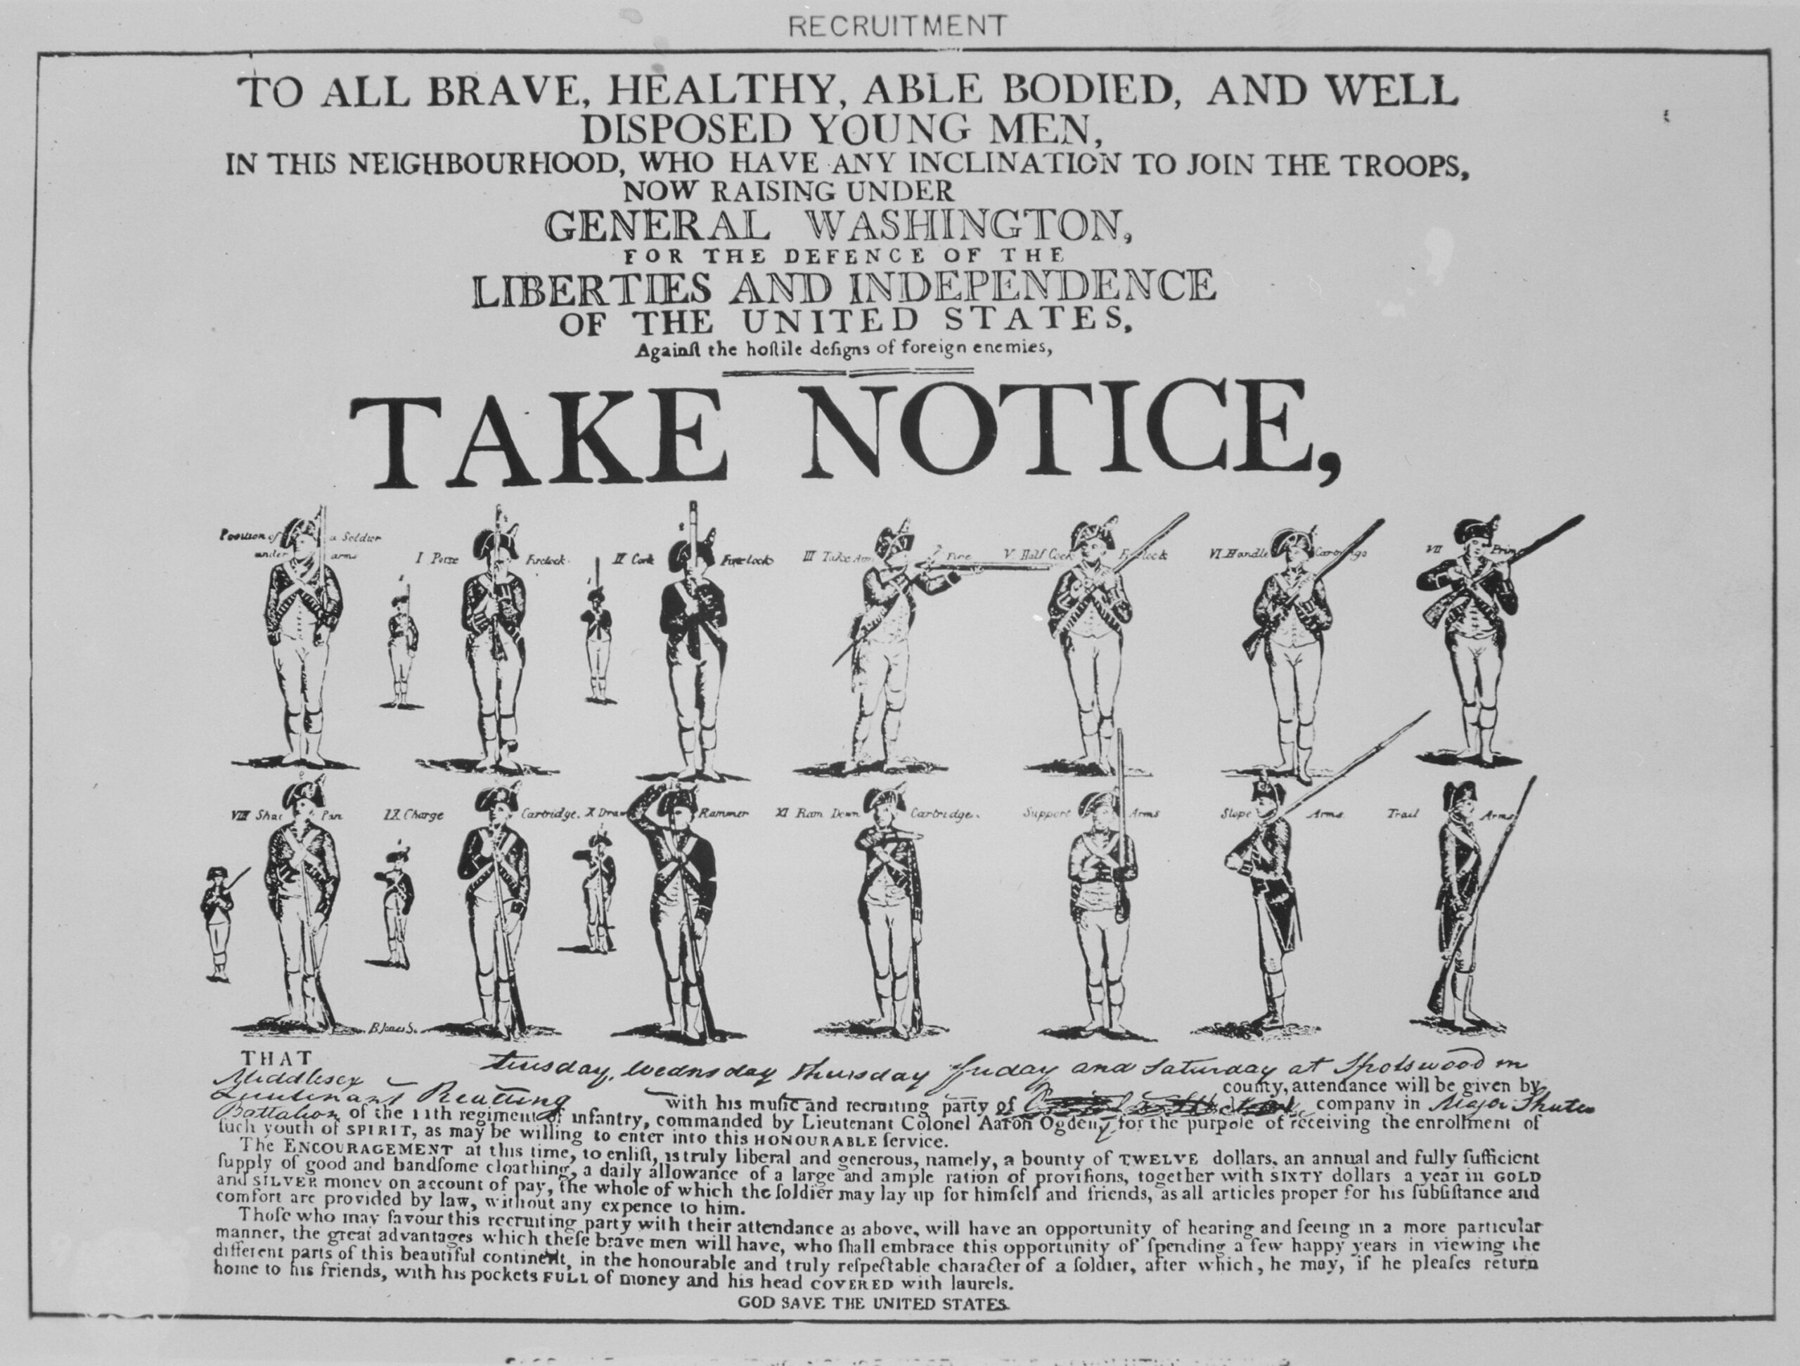 RECRUITMENT
TO ALL BRAVE, HEALTHY, ABLE BODIED, AND WELL
DISPOSED YOUNG MEN,
IN THIS NEIGHBOURHOOD, WHO HAVE ANY INCLINATION TO JOIN THE TROOPS,
NOW RAISING UNDER
GENERAL WASHINGTON,
FOR THE DEFENCE OF THE
LIBERTIES AND INDEPENDENCE
OF THE UNITED STATES,
Againſt the hoſtile deſigns of foreign enemies,
TAKE NOTICE,
Position of a Soldier
under arms
I Poize Firelock
II Cock Firelock
III Take Aim Fire
V Half Cock Firelock
VI Handle Cartridge
VII Prime
VIII Shut Pan
IX Charge Cartridge.
X Draw Rammer
XI Ram Down Cartridge.
Support Arms
Slope Arms.
Trail Arms
B Jones S.
THAT tuesday, wednsday thursday friday and saturday at Spotswood in
Middlesex county, attendance will be given by
Lieutenant Reatting with his muſic and recruiting party of company in Major Shutes
Battalion of the 11th regiment of infantry, commanded by Lieutenant Colonel Aaron Ogden, for the purpoſe of receiving the enrollment of
ſuch youth of SPIRIT, as may be willing to enter into this HONOURABLE ſervice.
The ENCOURAGEMENT at this time, to enliſt, is truly liberal and generous, namely, a bounty of TWELVE dollars, an annual and fully ſufficient
ſupply of good and handſome cloathing, a daily allowance of a large and ample ration of proviſions, together with SIXTY dollars a year in GOLD
and SILVER money on account of pay, the whole of which the ſoldier may lay up for himſelf and friends, as all articles proper for his ſubſiſtance and
comfort are provided by law, without any expence to him.
Thoſe who may favour this recruiting party with their attendance as above, will have an opportunity of hearing and ſeeing in a more particular
manner, the great advantages which theſe brave men will have, who ſhall embrace this opportunity of ſpending a few happy years in viewing the
different parts of this beautiful continent, in the honourable and truly reſpectable character of a ſoldier, after which, he may, if he pleaſes return
home to his friends, with his pockets FULL of money and his head COVERED with laurels.
GOD SAVE THE UNITED STATES.